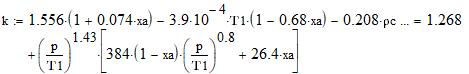 k := 1.556·(1 + 0.074·xa) − 3.9·10⁻⁴·T1·(1 − 0.68·xa) − 0.208·ρc ... = 1.268
+ (p/T1)^1.43·[384·(1 − xa)·(p/T1)^0.8 + 26.4·xa]